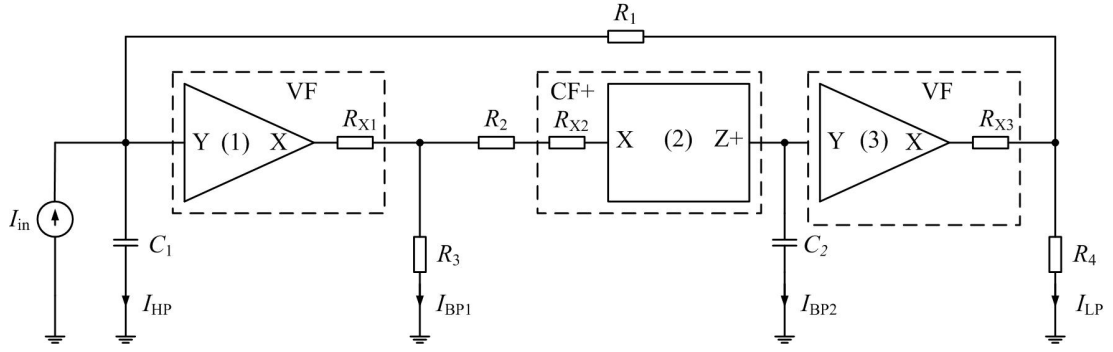 R1
VF
CF+
VF
RX1
R2
RX2
RX3
Y (1) X
X (2) Z+
Y (3) X
Iin
C1
R3
C2
R4
IHP
IBP1
IBP2
ILP